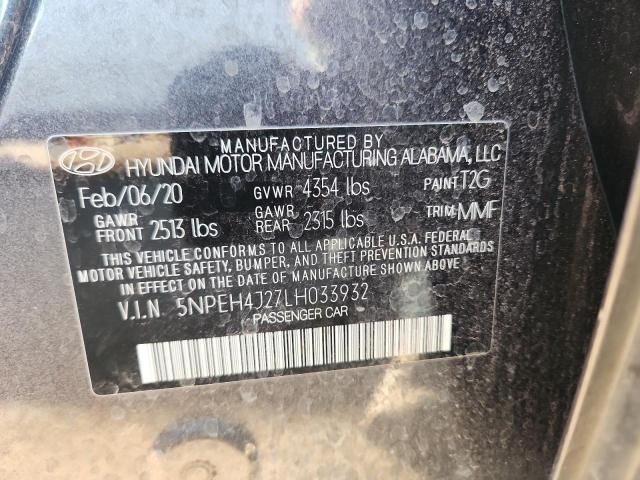 MANUFACTURED BY
HYUNDAI MOTOR MANUFACTURING ALABAMA, LLC
Feb/06/20 GVWR 4354 lbs PAINT T2G
GAWR FRONT 2513 lbs GAWR REAR 2315 lbs TRIM MMF
THIS VEHICLE CONFORMS TO ALL APPLICABLE U.S.A. FEDERAL
MOTOR VEHICLE SAFETY, BUMPER, AND THEFT PREVENTION STANDARDS
IN EFFECT ON THE DATE OF MANUFACTURE SHOWN ABOVE.
V.I.N 5NPEH4J27LH033932
PASSENGER CAR